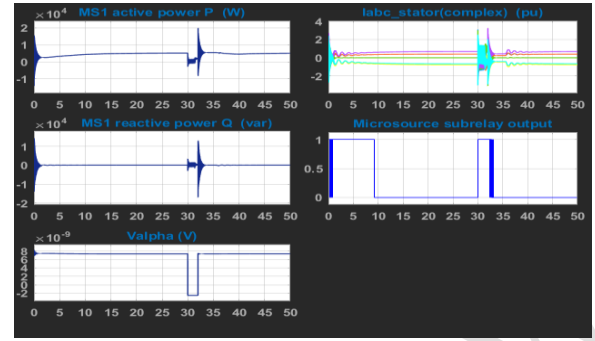 ×10⁴ MS1 active power P (W)
2
1
0
-1
0 5 10 15 20 25 30 35 40 45 50
Iabc_stator(complex) (pu)
4
2
0
-2
0 5 10 15 20 25 30 35 40 45 50
×10⁴ MS1 reactive power Q (var)
1
0
-1
-2
0 5 10 15 20 25 30 35 40 45 50
Microsource subrelay output
1
0.5
0
0 5 10 15 20 25 30 35 40 45 50
×10⁻⁹ Valpha (V)
8
6
4
2
0
-2
0 5 10 15 20 25 30 35 40 45 50